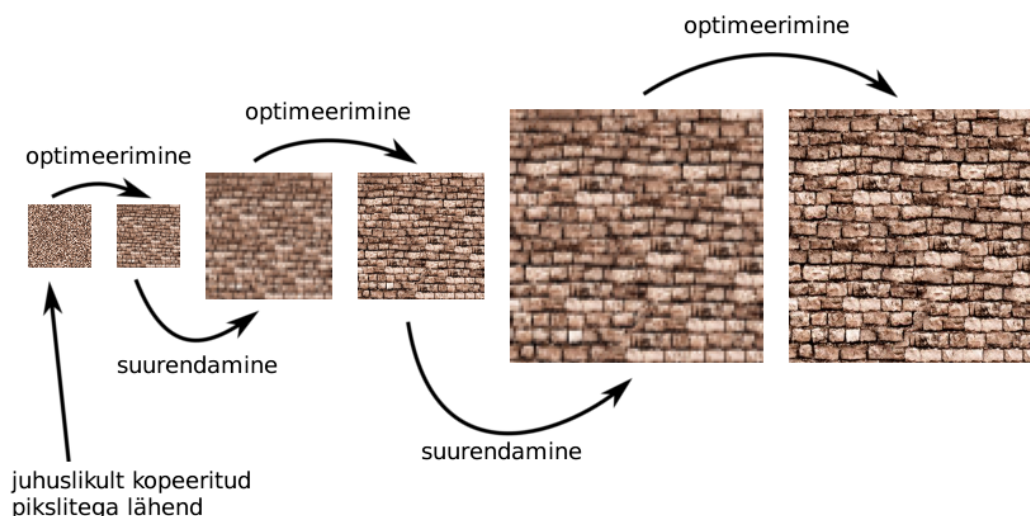 optimeerimine
optimeerimine
optimeerimine
suurendamine
suurendamine
juhuslikult kopeeritud
pikslitega lähend